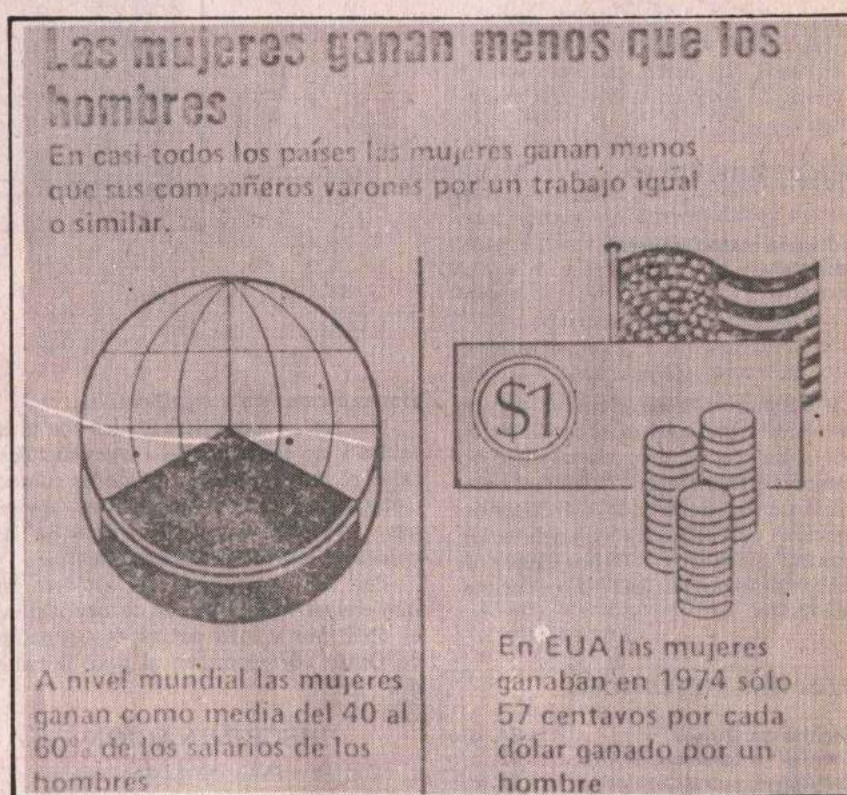 Las mujeres ganan menos que los
hombres
En casi todos los países las mujeres ganan menos
que sus compañeros varones por un trabajo igual
o similar.
$1
A nivel mundial las mujeres
ganan como media del 40 al
60% de los salarios de los
hombres
En EUA las mujeres
ganaban en 1974 sólo
57 centavos por cada
dólar ganado por un
hombre